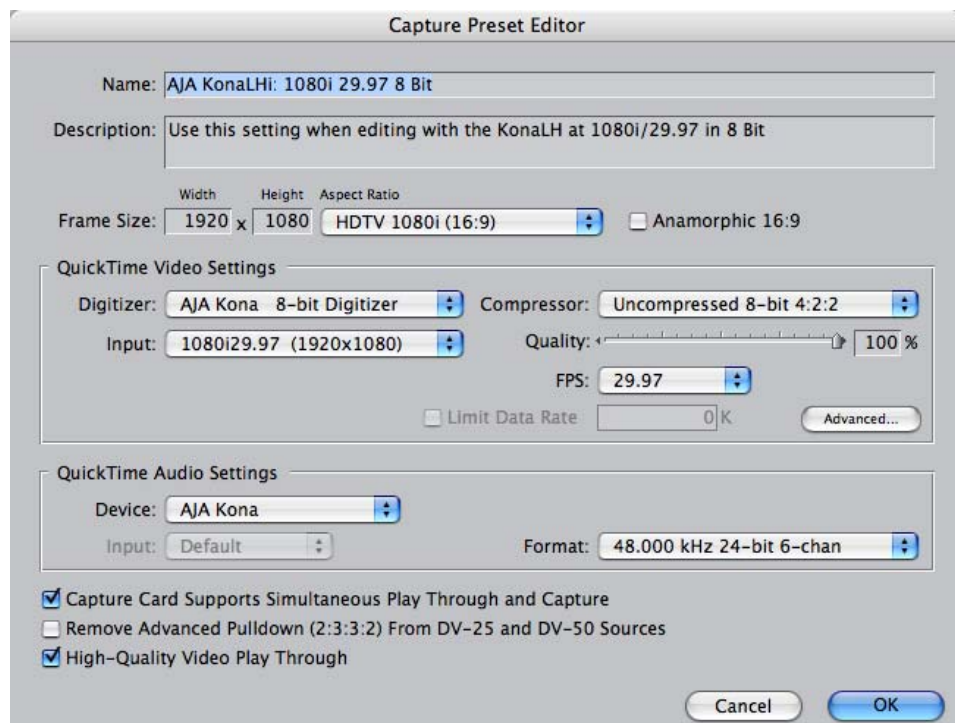 Capture Preset Editor
Name: AJA KonaLHi: 1080i 29.97 8 Bit
Description: Use this setting when editing with the KonaLH at 1080i/29.97 in 8 Bit
Width Height Aspect Ratio
Frame Size: 1920 x 1080 HDTV 1080i (16:9) Anamorphic 16:9
QuickTime Video Settings
Digitizer: AJA Kona 8-bit Digitizer Compressor: Uncompressed 8-bit 4:2:2
Input: 1080i29.97 (1920x1080) Quality: 100 %
FPS: 29.97
Limit Data Rate 0 K Advanced...
QuickTime Audio Settings
Device: AJA Kona
Input: Default Format: 48.000 kHz 24-bit 6-chan
Capture Card Supports Simultaneous Play Through and Capture
Remove Advanced Pulldown (2:3:3:2) From DV-25 and DV-50 Sources
High-Quality Video Play Through
Cancel OK